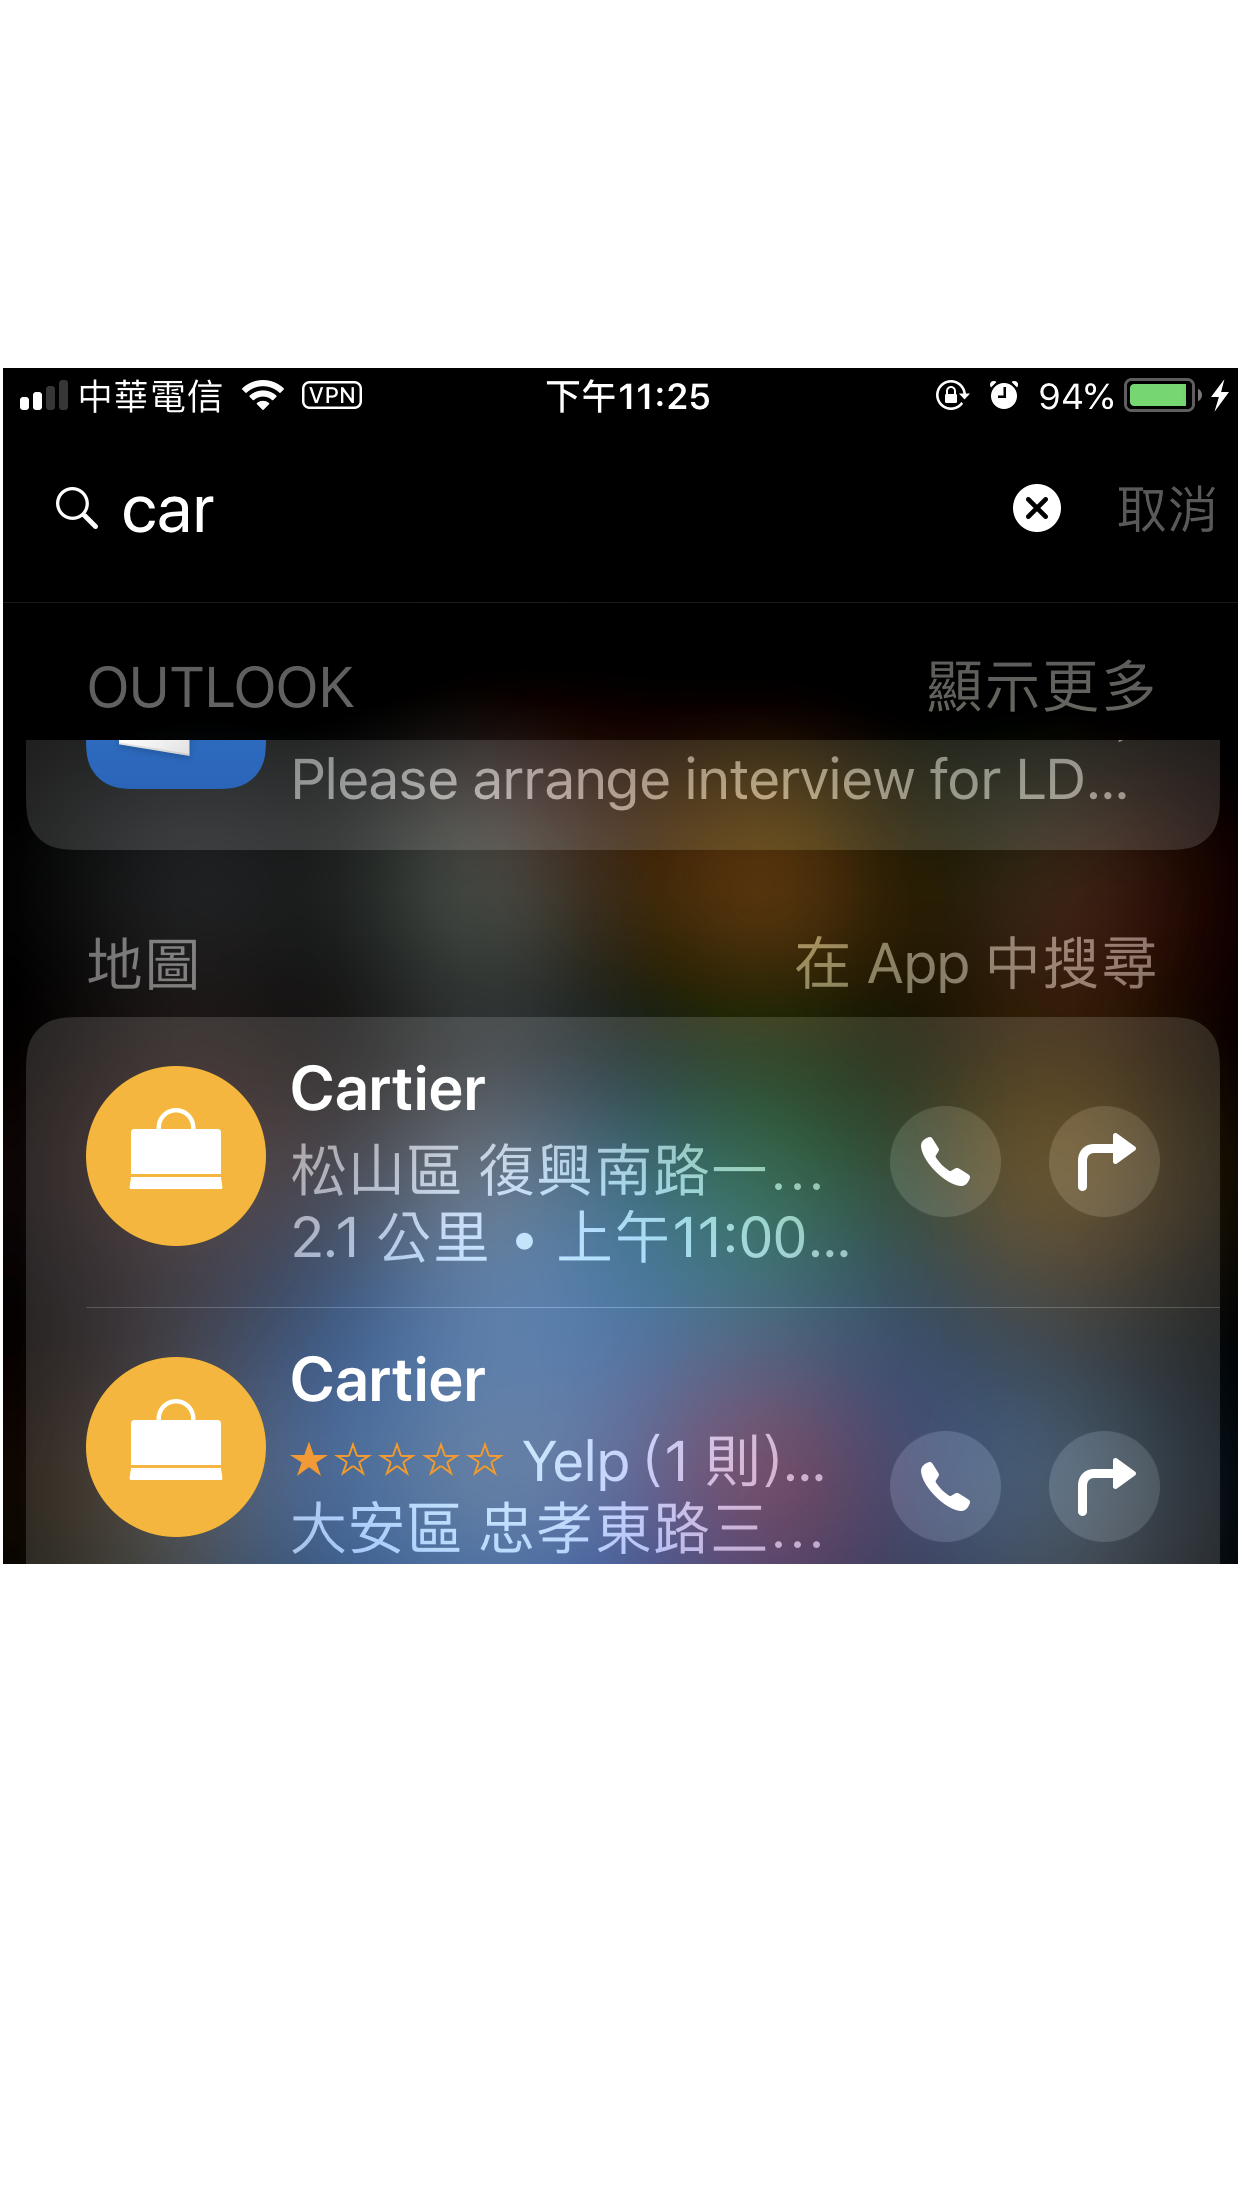 中華電信 VPN 下午11:25 94%
car 取消
OUTLOOK 顯示更多
Please arrange interview for LD...
地圖 在 App 中搜尋
Cartier
松山區 復興南路一...
2.1 公里 • 上午11:00...
Cartier
★☆☆☆☆ Yelp (1 則)...
大安區 忠孝東路三...